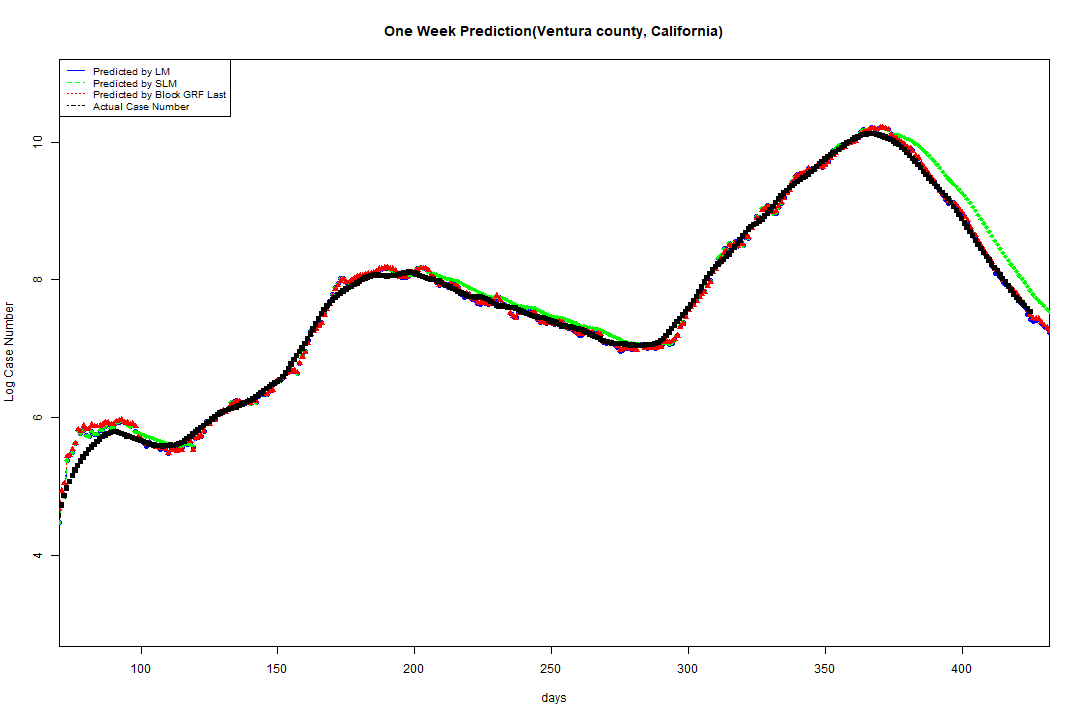 One Week Prediction(Ventura county, California)
Predicted by LM
Predicted by SLM
Predicted by Block GRF Last
Actual Case Number
10
8
6
4
Log Case Number
100 150 200 250 300 350 400
days